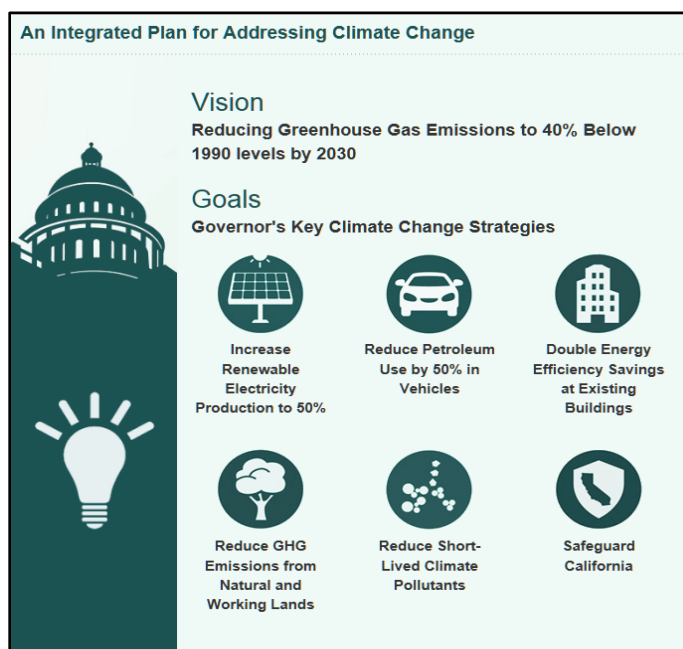 An Integrated Plan for Addressing Climate Change
Vision
Reducing Greenhouse Gas Emissions to 40% Below
1990 levels by 2030
Goals
Governor's Key Climate Change Strategies
Increase
Renewable
Electricity
Production to 50%
Reduce Petroleum
Use by 50% in
Vehicles
Double Energy
Efficiency Savings
at Existing
Buildings
Reduce GHG
Emissions from
Natural and
Working Lands
Reduce Short-
Lived Climate
Pollutants
Safeguard
California